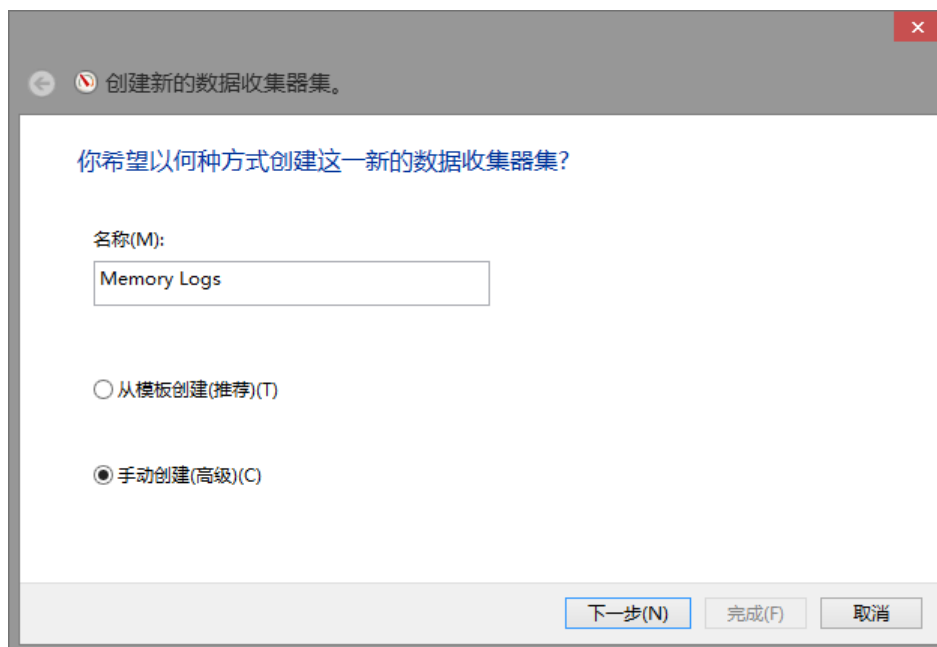 创建新的数据收集器集。
你希望以何种方式创建这一新的数据收集器集?
名称(M):
Memory Logs
从模板创建(推荐)(T)
手动创建(高级)(C)
下一步(N) 完成(F) 取消